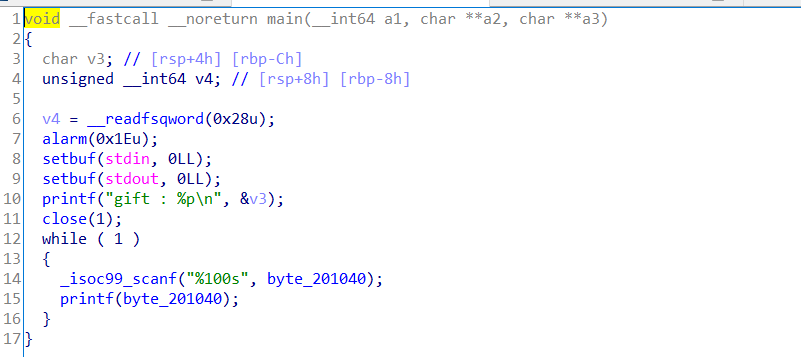 1 void __fastcall __noreturn main(__int64 a1, char **a2, char **a3)
2 {
3   char v3; // [rsp+4h] [rbp-Ch]
4   unsigned __int64 v4; // [rsp+8h] [rbp-8h]
5
6   v4 = __readfsqword(0x28u);
7   alarm(0x1Eu);
8   setbuf(stdin, 0LL);
9   setbuf(stdout, 0LL);
10   printf("gift : %p\n", &v3);
11   close(1);
12   while ( 1 )
13   {
14     _isoc99_scanf("%100s", byte_201040);
15     printf(byte_201040);
16   }
17 }